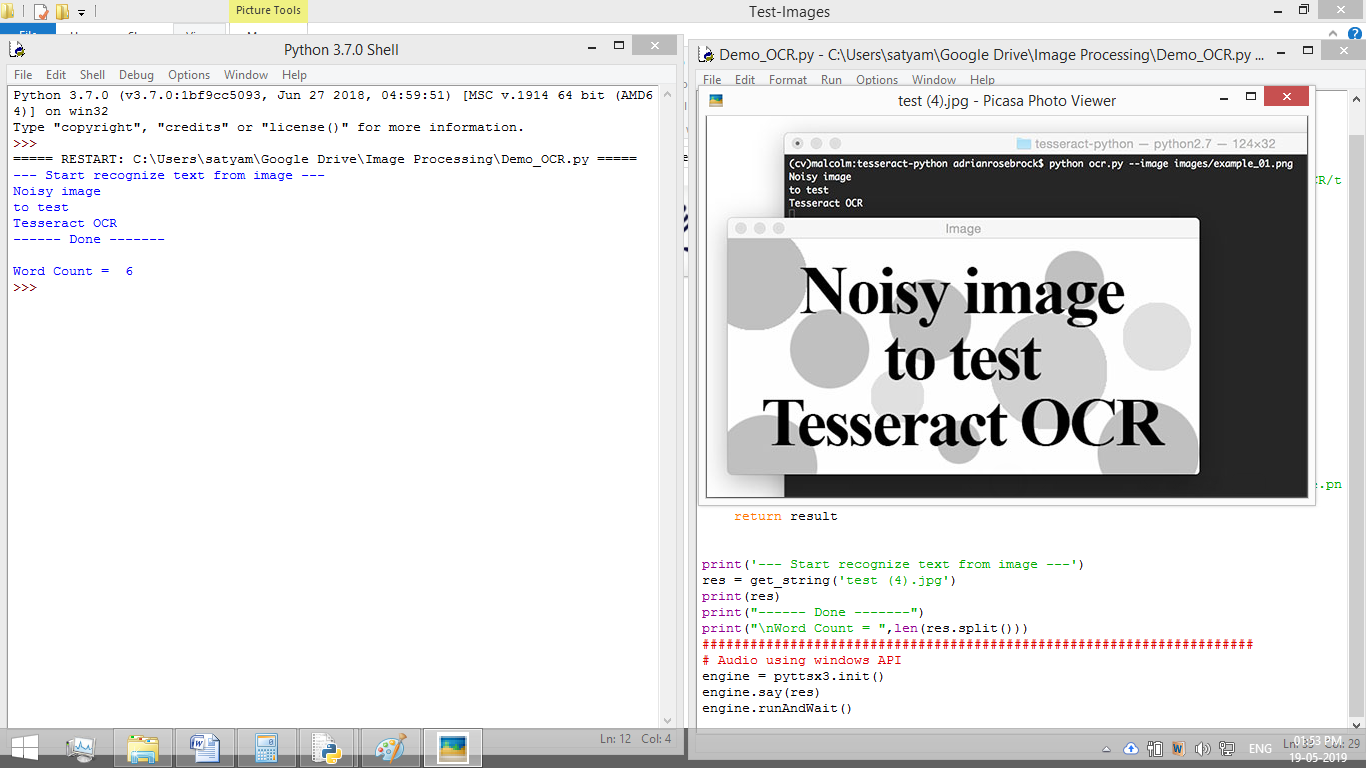 Picture Tools
Test-Images
File
Python 3.7.0 Shell
File Edit Shell Debug Options Window Help
Python 3.7.0 (v3.7.0:1bf9cc5093, Jun 27 2018, 04:59:51) [MSC v.1914 64 bit (AMD6
4)] on win32
Type "copyright", "credits" or "license()" for more information.
>>>
===== RESTART: C:\Users\satyam\Google Drive\Image Processing\Demo_OCR.py =====
--- Start recognize text from image ---
Noisy image
to test
Tesseract OCR
------ Done -------
Word Count =  6
>>>
Ln: 12 Col: 4
Demo_OCR.py - C:\Users\satyam\Google Drive\Image Processing\Demo_OCR.py ...
File Edit Format Run Options Window Help
test (4).jpg - Picasa Photo Viewer
tesseract-python — python2.7 — 124×32
(cv)malcolm:tesseract-python adrianrosebrock$ python ocr.py --image images/example_01.png
Noisy image
to test
Tesseract OCR
Image
Noisy image
to test
Tesseract OCR
CR/t
e.pn
    return result
print('--- Start recognize text from image ---')
res = get_string('test (4).jpg')
print(res)
print("------ Done -------")
print("\nWord Count = ",len(res.split()))
#####################################################################
# Audio using windows API
engine = pyttsx3.init()
engine.say(res)
engine.runAndWait()
ENG
01:53 PM
19-05-2019